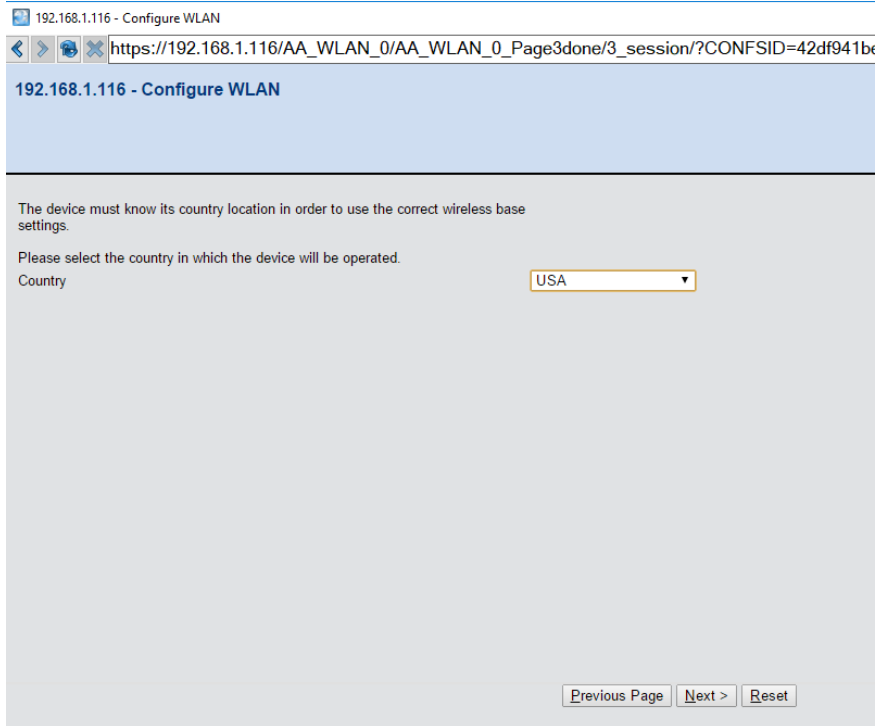 192.168.1.116 - Configure WLAN
https://192.168.1.116/AA_WLAN_0/AA_WLAN_0_Page3done/3_session/?CONFSID=42df941be
192.168.1.116 - Configure WLAN
The device must know its country location in order to use the correct wireless base
settings.
Please select the country in which the device will be operated.
Country USA
Previous Page Next > Reset